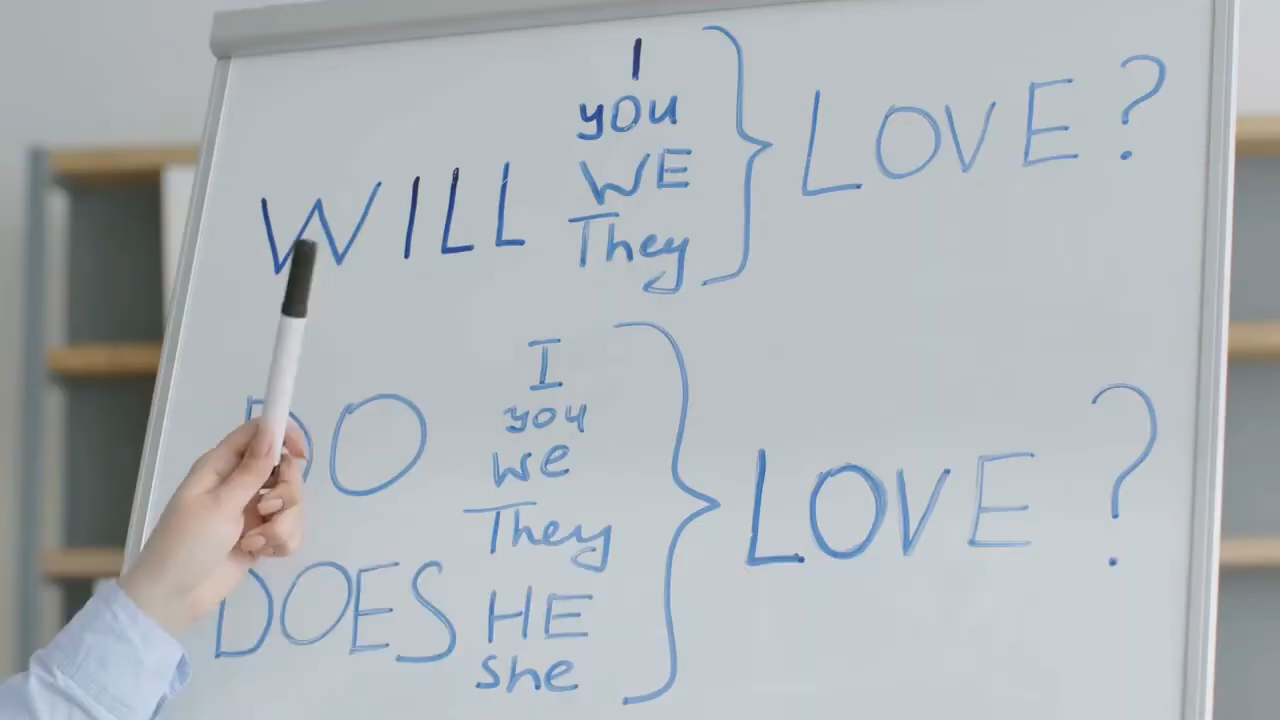 I
you
WE
WILL They } LOVE?
I
you
DO we
They } LOVE?
DOES HE
she